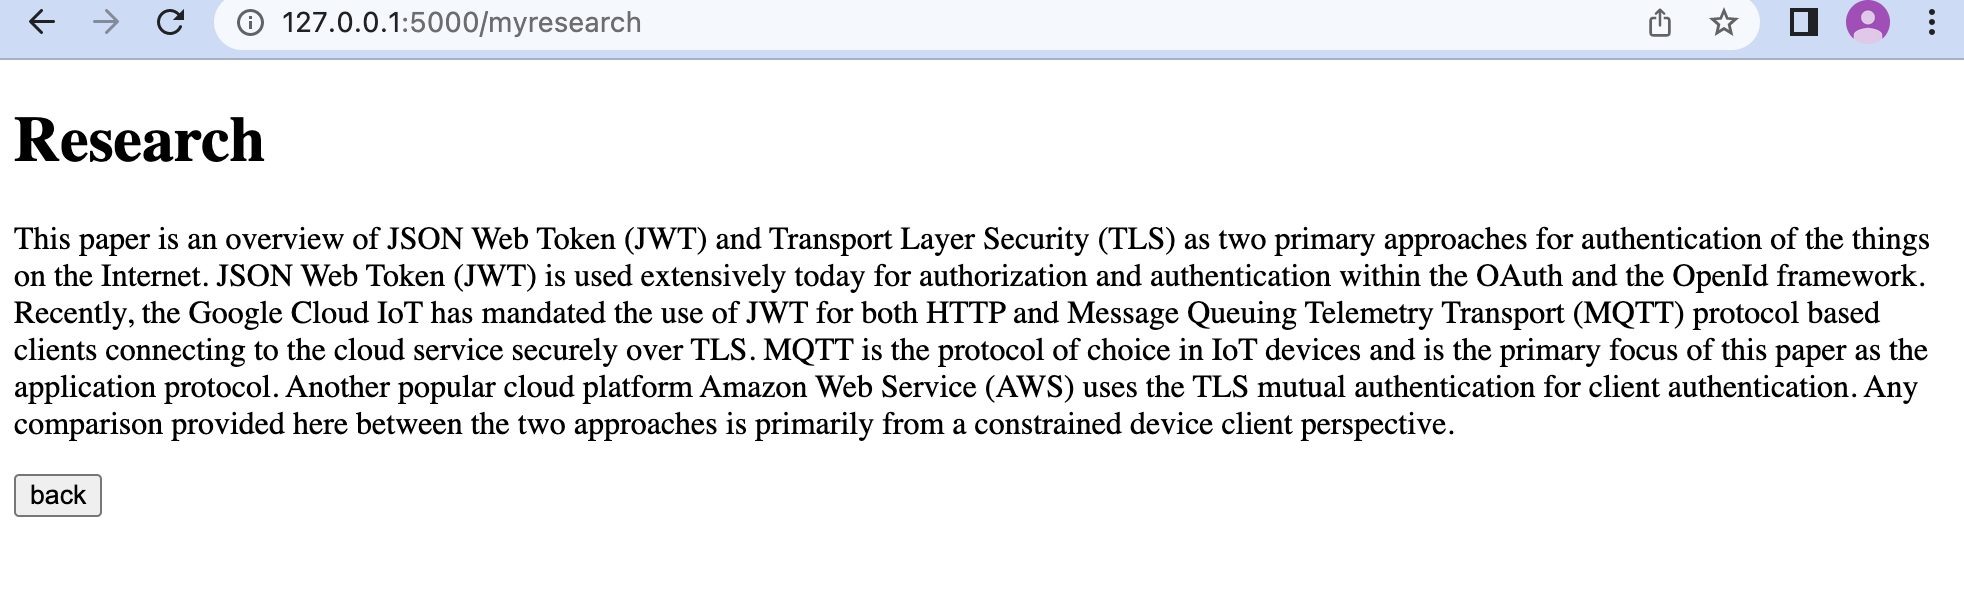 127.0.0.1:5000/myresearch
Research
This paper is an overview of JSON Web Token (JWT) and Transport Layer Security (TLS) as two primary approaches for authentication of the things
on the Internet. JSON Web Token (JWT) is used extensively today for authorization and authentication within the OAuth and the OpenId framework.
Recently, the Google Cloud IoT has mandated the use of JWT for both HTTP and Message Queuing Telemetry Transport (MQTT) protocol based
clients connecting to the cloud service securely over TLS. MQTT is the protocol of choice in IoT devices and is the primary focus of this paper as the
application protocol. Another popular cloud platform Amazon Web Service (AWS) uses the TLS mutual authentication for client authentication. Any
comparison provided here between the two approaches is primarily from a constrained device client perspective.
back